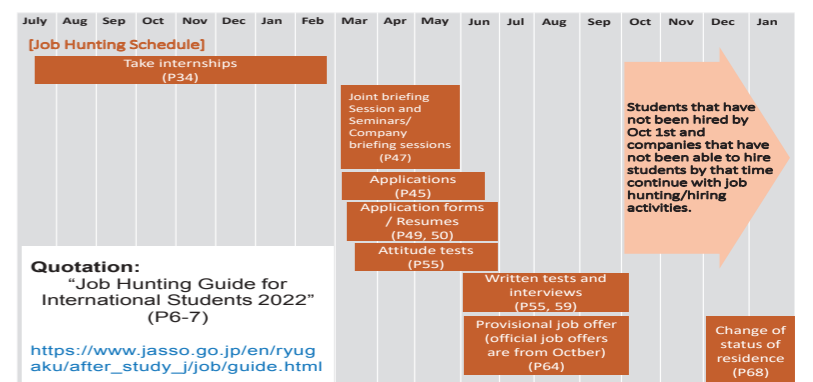 July Aug Sep Oct Nov Dec Jan Feb Mar Apr May Jun Jul Aug Sep Oct Nov Dec Jan
[Job Hunting Schedule]
Take internships
(P34)
Joint briefing
Session and
Seminars/
Company
briefing sessions
(P47)
Applications
(P45)
Application forms
/ Resumes
(P49, 50)
Attitude tests
(P55)
Written tests and
interviews
(P55, 59)
Provisional job offer
(official job offers
are from Octber)
(P64)
Students that have
not been hired by
Oct 1st and
companies that have
not been able to hire
students by that time
continue with job
hunting/hiring
activities.
Change of
status of
residence
(P68)
Quotation:
"Job Hunting Guide for
International Students 2022"
(P6-7)
https://www.jasso.go.jp/en/ryug
aku/after_study_j/job/guide.html